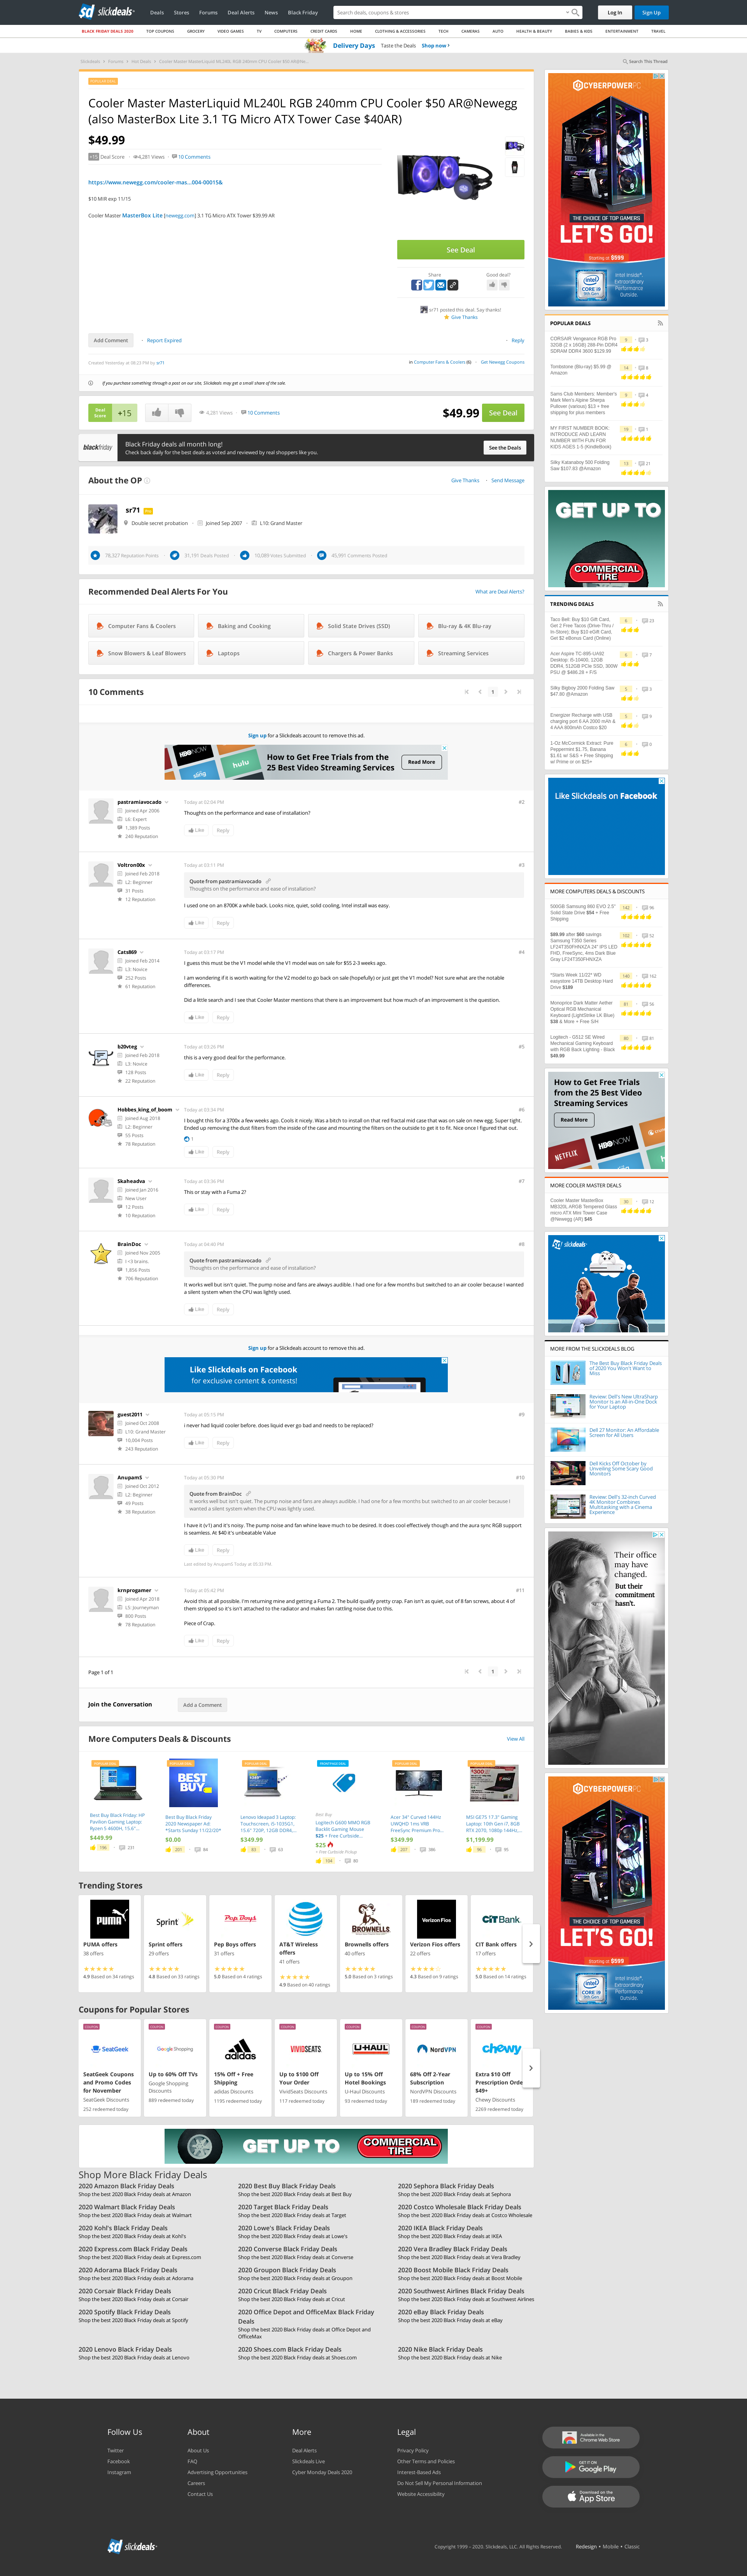 slickdeals
Deals Stores Forums Deal Alerts News Black Friday
Search deals, coupons & stores
Log In Sign Up
BLACK FRIDAY DEALS 2020 TOP COUPONS GROCERY VIDEO GAMES TV COMPUTERS CREDIT CARDS HOME CLOTHING & ACCESSORIES TECH CAMERAS AUTO HEALTH & BEAUTY BABIES & KIDS ENTERTAINMENT TRAVEL
Delivery Days Taste the Deals Shop now
Search This Thread
Cooler Master MasterLiquid ML240L RGB 240mm CPU Cooler $50 AR@Newegg
(also MasterBox Lite 3.1 TG Micro ATX Tower Case $40AR)
$49.99
+15 Deal Score 4,281 Views 10 Comments
https://www.newegg.com/cooler-mas...004-00015&
$10 MIR exp 11/15
Cooler Master MasterBox Lite [newegg.com] 3.1 TG Micro ATX Tower $39.99 AR
See Deal
Share Good deal?
sr71 posted this deal. Say thanks!
Give Thanks
Add Comment Report Expired Reply
Created Yesterday at 08:23 PM by sr71
in Computer Fans & Coolers (6) Get Newegg Coupons
If you purchase something through a post on our site, Slickdeals may get a small share of the sale.
Deal Score +15 4,281 Views 10 Comments $49.99 See Deal
blackfriday
Black Friday deals all month long!
Check back daily for the best deals as voted and reviewed by real shoppers like you.
See the Deals
About the OP Give Thanks Send Message
sr71
Double secret probation Joined Sep 2007 L10: Grand Master
78,327 Reputation Points 31,191 Deals Posted 10,089 Votes Submitted 45,991 Comments Posted
Recommended Deal Alerts For You What are Deal Alerts?
Computer Fans & Coolers Baking and Cooking Solid State Drives (SSD) Blu-ray & 4K Blu-ray
Snow Blowers & Leaf Blowers Laptops Chargers & Power Banks Streaming Services
10 Comments 1
Sign up for a Slickdeals account to remove this ad.
How to Get Free Trials from the
25 Best Video Streaming Services
Read More
pastramiavocado Today at 02:04 PM #2
Joined Apr 2006
L6: Expert
1,389 Posts
240 Reputation
Thoughts on the performance and ease of installation?
Like Reply
Voltron00x Today at 03:11 PM #3
Joined Feb 2018
L2: Beginner
31 Posts
12 Reputation
Quote from pastramiavocado
Thoughts on the performance and ease of installation?
I used one on an 8700K a while back. Looks nice, quiet, solid cooling. Intel install was easy.
Like Reply
Cats869 Today at 03:17 PM #4
Joined Feb 2014
L3: Novice
252 Posts
61 Reputation
I guess this must be the V1 model while the V1 model was on sale for $55 2-3 weeks ago.
I am wondering if it is worth waiting for the V2 model to go back on sale (hopefully) or just get the V1 model? Not sure what are the notable differences.
Did a little search and I see that Cooler Master mentions that there is an improvement but how much of an improvement is the question.
Like Reply
b20vteg Today at 03:26 PM #5
Joined Feb 2018
L3: Novice
128 Posts
22 Reputation
this is a very good deal for the performance.
Like Reply
Hobbes_king_of_boom Today at 03:34 PM #6
Joined Aug 2018
L2: Beginner
55 Posts
78 Reputation
I bought this for a 3700x a few weeks ago. Cools it nicely. Was a bitch to install on that red fractal mid case that was on sale on new egg. Super tight. Ended up removing the dust filters from the inside of the case and mounting the filters on the outside to get it to fit. Nice once I figured that out.
1
Like Reply
Skaheadva Today at 03:36 PM #7
Joined Jan 2016
New User
12 Posts
10 Reputation
This or stay with a Fuma 2?
Like Reply
BrainDoc Today at 04:40 PM #8
Joined Nov 2005
I <3 brains.
1,856 Posts
706 Reputation
Quote from pastramiavocado
Thoughts on the performance and ease of installation?
It works well but isn't quiet. The pump noise and fans are always audible. I had one for a few months but switched to an air cooler because I wanted a silent system when the CPU was lightly used.
Like Reply
Sign up for a Slickdeals account to remove this ad.
Like Slickdeals on Facebook
for exclusive content & contests!
guest2011 Today at 05:15 PM #9
Joined Oct 2008
L10: Grand Master
10,004 Posts
243 Reputation
i never had liquid cooler before. does liquid ever go bad and needs to be replaced?
Like Reply
AnupamS Today at 05:30 PM #10
Joined Oct 2012
L2: Beginner
49 Posts
38 Reputation
Quote from BrainDoc
It works well but isn't quiet. The pump noise and fans are always audible. I had one for a few months but switched to an air cooler because I wanted a silent system when the CPU was lightly used.
I have it (v1) and it's noisy. The pump noise and fan whine leave much to be desired. It does cool effectively though and the aura sync RGB support is seamless. At $40 it's unbeatable Value
Like Reply
Last edited by AnupamS Today at 05:33 PM
krnprogamer Today at 05:42 PM #11
Joined Apr 2018
L5: Journeyman
800 Posts
78 Reputation
Avoid this at all possible. I'm returning mine and getting a Fuma 2. The build qualify pretty crap. Fan isn't as quiet, out of 8 fan screws, about 4 of them stripped so it's isn't attached to the radiator and makes fan rattling noise due to this.
Piece of Crap.
Like Reply
Page 1 of 1 1
Join the Conversation Add a Comment
More Computers Deals & Discounts View All
Best Buy Black Friday: HP Pavilion Gaming Laptop: Ryzen 5 4600H, 15.6"...
$449.99
196 231
Best Buy Black Friday 2020 Newspaper Ad: *Starts Sunday 11/22/20*
$0.00
201 84
Lenovo Ideapad 3 Laptop: Touchscreen, i5-1035G1, 15.6" 720P, 12GB DDR4,...
$349.99
93 63
Best Buy
Logitech G600 MMO RGB Backlit Gaming Mouse $25 + Free Curbside...
$25
+ Free Curbside Pickup
104 80
Acer 34" Curved 144Hz UWQHD 1ms VRB FreeSync Premium Pro...
$349.99
207 386
MSI GE75 17.3" Gaming Laptop: 10th Gen i7, 8GB RTX 2070, 1080p 144Hz,...
$1,199.99
96 95
Trending Stores
PUMA offers
38 offers
4.9 Based on 34 ratings
Sprint offers
29 offers
4.8 Based on 33 ratings
Pep Boys offers
31 offers
5.0 Based on 4 ratings
AT&T Wireless offers
41 offers
4.9 Based on 40 ratings
Brownells offers
40 offers
5.0 Based on 3 ratings
Verizon Fios offers
22 offers
4.3 Based on 9 ratings
CIT Bank offers
17 offers
5.0 Based on 14 ratings
Coupons for Popular Stores
SeatGeek Coupons and Promo Codes for November
SeatGeek Discounts
252 redeemed today
Up to 60% Off TVs
Google Shopping Discounts
869 redeemed today
15% Off + Free Shipping
adidas Discounts
1195 redeemed today
Up to $100 Off Your Order
VividSeats Discounts
117 redeemed today
Up to 15% Off Hotel Bookings
U-Haul Discounts
93 redeemed today
68% Off 2-Year Subscription
NordVPN Discounts
189 redeemed today
Extra $10 Off Prescription Orde $49+
Chewy Discounts
2269 redeemed today
GET UP TO COMMERCIAL TIRE
Shop More Black Friday Deals
2020 Amazon Black Friday Deals
Shop the best 2020 Black Friday deals at Amazon
2020 Best Buy Black Friday Deals
Shop the best 2020 Black Friday deals at Best Buy
2020 Sephora Black Friday Deals
Shop the best 2020 Black Friday deals at Sephora
2020 Walmart Black Friday Deals
Shop the best 2020 Black Friday deals at Walmart
2020 Target Black Friday Deals
Shop the best 2020 Black Friday deals at Target
2020 Costco Wholesale Black Friday Deals
Shop the best 2020 Black Friday deals at Costco Wholesale
2020 Kohl's Black Friday Deals
Shop the best 2020 Black Friday deals at Kohl's
2020 Lowe's Black Friday Deals
Shop the best 2020 Black Friday deals at Lowe's
2020 IKEA Black Friday Deals
Shop the best 2020 Black Friday deals at IKEA
2020 Express.com Black Friday Deals
Shop the best 2020 Black Friday deals at Express.com
2020 Converse Black Friday Deals
Shop the best 2020 Black Friday deals at Converse
2020 Vera Bradley Black Friday Deals
Shop the best 2020 Black Friday deals at Vera Bradley
2020 Adorama Black Friday Deals
Shop the best 2020 Black Friday deals at Adorama
2020 Groupon Black Friday Deals
Shop the best 2020 Black Friday deals at Groupon
2020 Boost Mobile Black Friday Deals
Shop the best 2020 Black Friday deals at Boost Mobile
2020 Corsair Black Friday Deals
Shop the best 2020 Black Friday deals at Corsair
2020 Cricut Black Friday Deals
Shop the best 2020 Black Friday deals at Cricut
2020 Southwest Airlines Black Friday Deals
Shop the best 2020 Black Friday deals at Southwest Airlines
2020 Spotify Black Friday Deals
Shop the best 2020 Black Friday deals at Spotify
2020 Office Depot and OfficeMax Black Friday Deals
Shop the best 2020 Black Friday deals at Office Depot and OfficeMax
2020 eBay Black Friday Deals
Shop the best 2020 Black Friday deals at eBay
2020 Lenovo Black Friday Deals
Shop the best 2020 Black Friday deals at Lenovo
2020 Shoes.com Black Friday Deals
Shop the best 2020 Black Friday deals at Shoes.com
2020 Nike Black Friday Deals
Shop the best 2020 Black Friday deals at Nike
CYBERPOWERPC
THE CHOICE OF TOP GAMERS
LET'S GO!
Starting at $599
POPULAR DEALS
CORSAIR Vengeance RGB Pro 32GB (2 x 16GB) 288-Pin DDR4 SDRAM DDR4 3600 $129.99
Tombstone (Blu-ray) $5.99 @ Amazon
Sams Club Members: Member's Mark Men's Alpine Sherpa Pullover (various) $13 + free shipping for plus members
MY FIRST NUMBER BOOK: INTRODUCE AND LEARN NUMBER WITH FUN FOR KIDS AGES 1-5 (KindleBook)
Silky Katanaboy 500 Folding Saw $107.93 @Amazon
GET UP TO
COMMERCIAL TIRE
TRENDING DEALS
Taco Bell: Buy $10 Gift Card, Get 2 Free Tacos (Drive-Thru / In-Store); Buy $10 eGift Card, Get $2 eBonus Card (Online)
Acer Aspire TC-895-UA92 Desktop: i5-10400, 12GB DDR4, 512GB PCIe SSD, 300W PSU @ $486.29 + F/S
Silky Bigboy 2000 Folding Saw $47.80 @Amazon
Energizer Recharge with USB charging port 6 AA 2000 mAh & 4 AAA 800mAh Costco $20
1-Oz McCormick Extract: Pure Peppermint $1.75, Banana $1.61 w/ S&S + Free Shipping w/ Prime or on $25+
Like Slickdeals on Facebook
MORE COMPUTERS DEALS & DISCOUNTS
500GB Samsung 860 EVO 2.5" Solid State Drive $54 + Free Shipping
$99.99 after $60 savings Samsung T350 Series LF24T350FHNXZA 24" IPS LED FHD, FreeSync, 4ms Dark Blue Gray LF24T350FHNXZA
*Starts Week 11/22* WD easystore 14TB Desktop Hard Drive $189
Monoprice Dark Matter Aether Optical RGB Mechanical Keyboard (LightStrike LK Blue) $38 & More + Free S/H
Logitech - G512 SE Wired Mechanical Gaming Keyboard with RGB Back Lighting - Black $49.99
How to Get Free Trials
from the 25 Best Video
Streaming Services
Read More
NETFLIX HBONOW hulu
MORE COOLER MASTER DEALS
Cooler Master MasterBox MB320L ARGB Tempered Glass micro ATX Mini Tower Case @Newegg (AR) $45
slickdeals
MORE FROM THE SLICKDEALS BLOG
The Best Buy Black Friday Deals of 2020 You Won't Want to Miss
Review: Dell's New UltraSharp Monitor Is an All-in-One Dock for Your Laptop
Dell 27 Monitor: An Affordable Screen for All Users
Dell Kicks Off October by Unveiling Some Scary Good Monitors
Review: Dell's 32-inch Curved 4K Monitor Combines Multitasking with a Cinema Experience
Their office
may have
changed.
But their
commitment
hasn't.
CYBERPOWERPC
THE CHOICE OF TOP GAMERS
LET'S GO!
Starting at $599
Follow Us
Twitter
Facebook
Instagram
About
About Us
FAQ
Advertising Opportunities
Careers
Contact Us
More
Deal Alerts
Slickdeals Live
Cyber Monday Deals 2020
Legal
Privacy Policy
Other Terms and Policies
Interest-Based Ads
Do Not Sell My Personal Information
Website Accessibility
Available in the Chrome Web Store
GET IT ON Google Play
Download on the App Store
slickdeals
Copyright 1999 - 2020. Slickdeals, LLC. All Rights Reserved. Redesign • Mobile • Classic